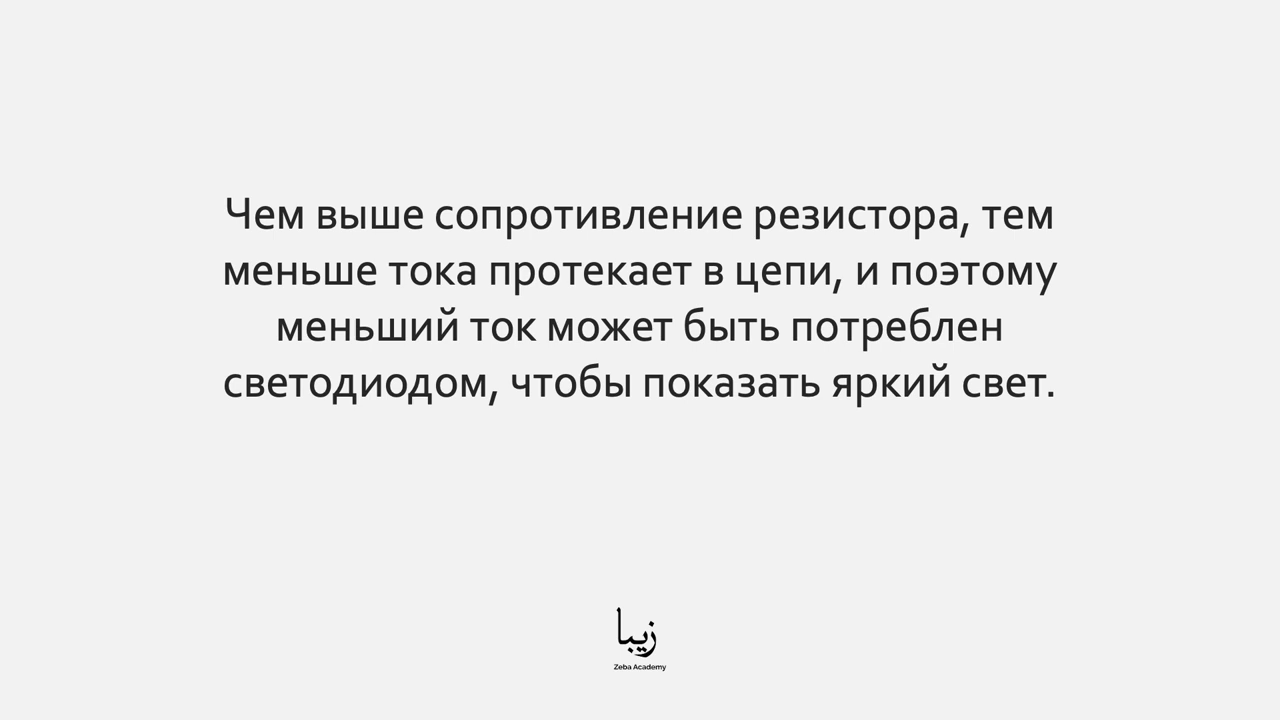 Чем выше сопротивление резистора, тем
меньше тока протекает в цепи, и поэтому
меньший ток может быть потреблен
светодиодом, чтобы показать яркий свет.
زیبا
Zeba Academy